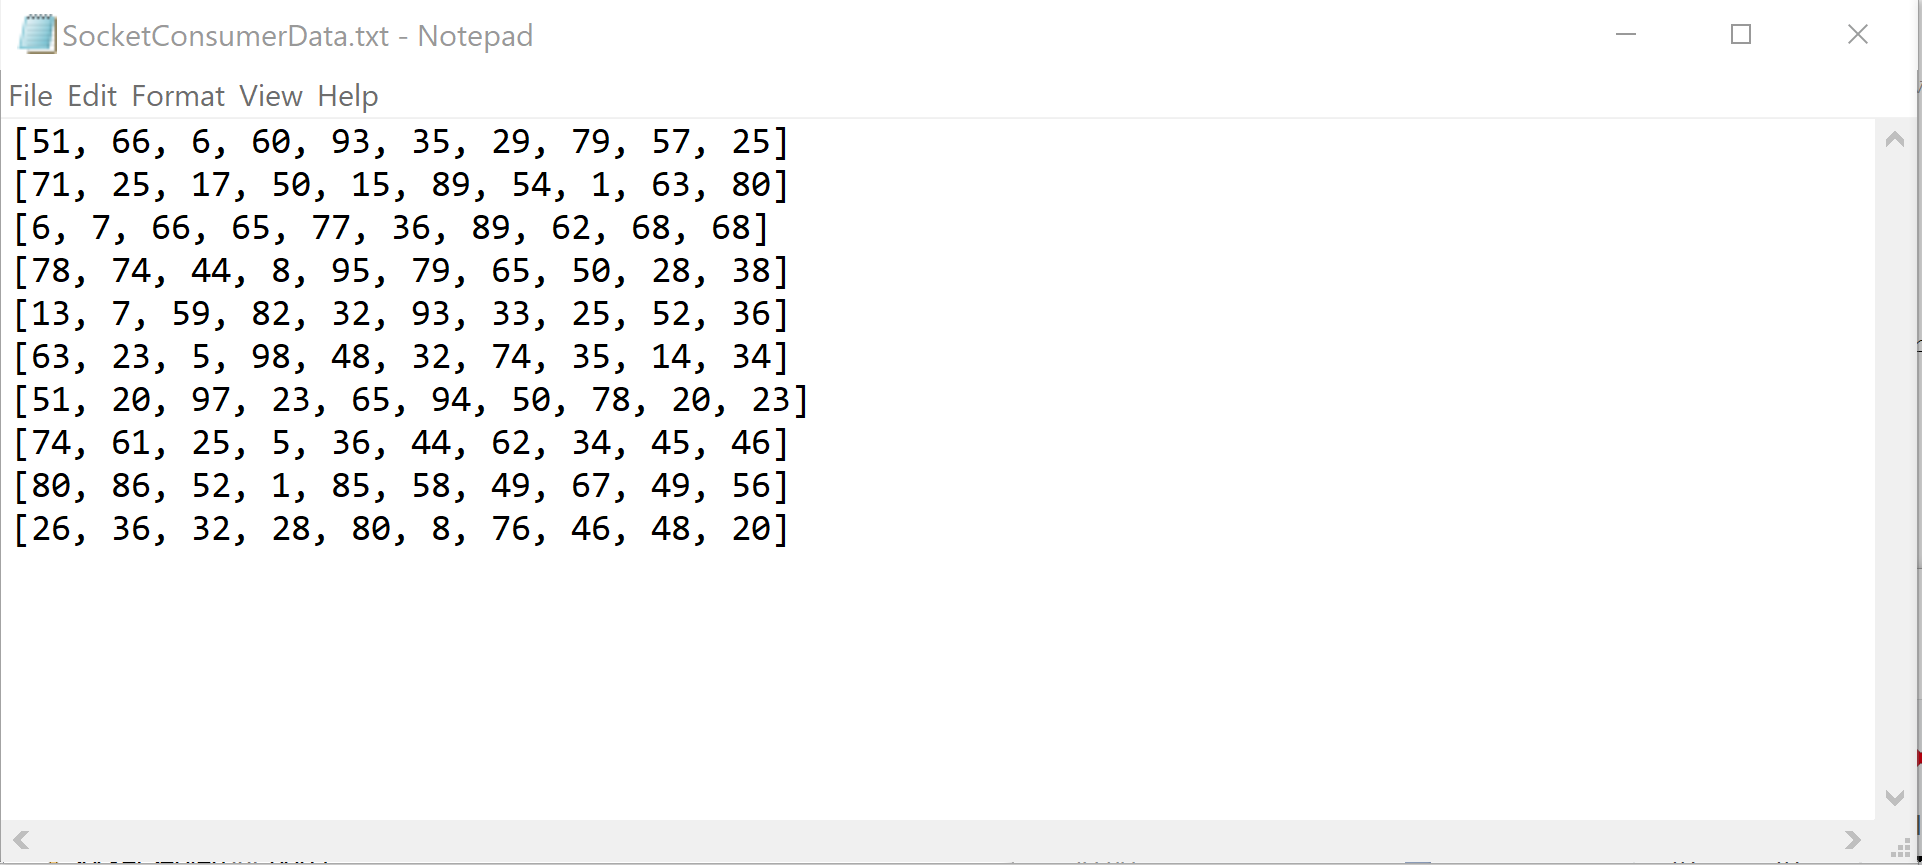 SocketConsumerData.txt - Notepad
File Edit Format View Help
[51, 66, 6, 60, 93, 35, 29, 79, 57, 25]
[71, 25, 17, 50, 15, 89, 54, 1, 63, 80]
[6, 7, 66, 65, 77, 36, 89, 62, 68, 68]
[78, 74, 44, 8, 95, 79, 65, 50, 28, 38]
[13, 7, 59, 82, 32, 93, 33, 25, 52, 36]
[63, 23, 5, 98, 48, 32, 74, 35, 14, 34]
[51, 20, 97, 23, 65, 94, 50, 78, 20, 23]
[74, 61, 25, 5, 36, 44, 62, 34, 45, 46]
[80, 86, 52, 1, 85, 58, 49, 67, 49, 56]
[26, 36, 32, 28, 80, 8, 76, 46, 48, 20]